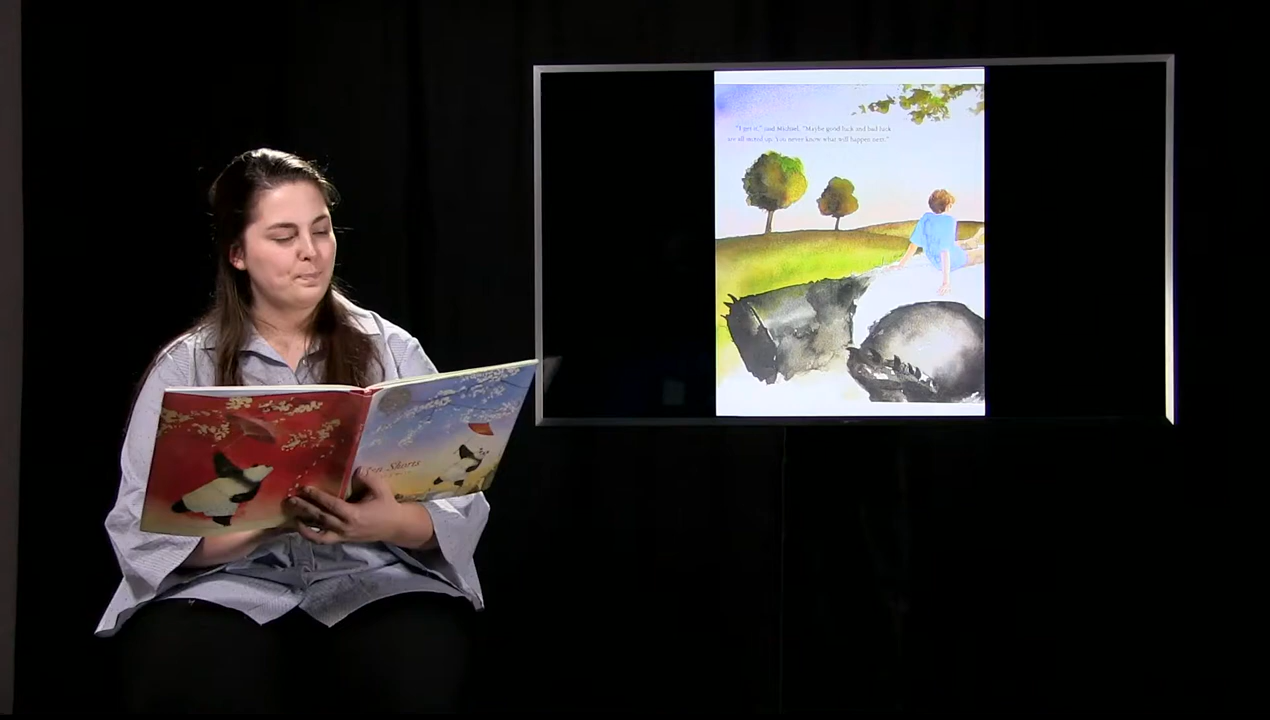 "I get it," said Michael. "Maybe good luck and bad luck
are all mixed up. You never know what will happen next."
Zen Shorts